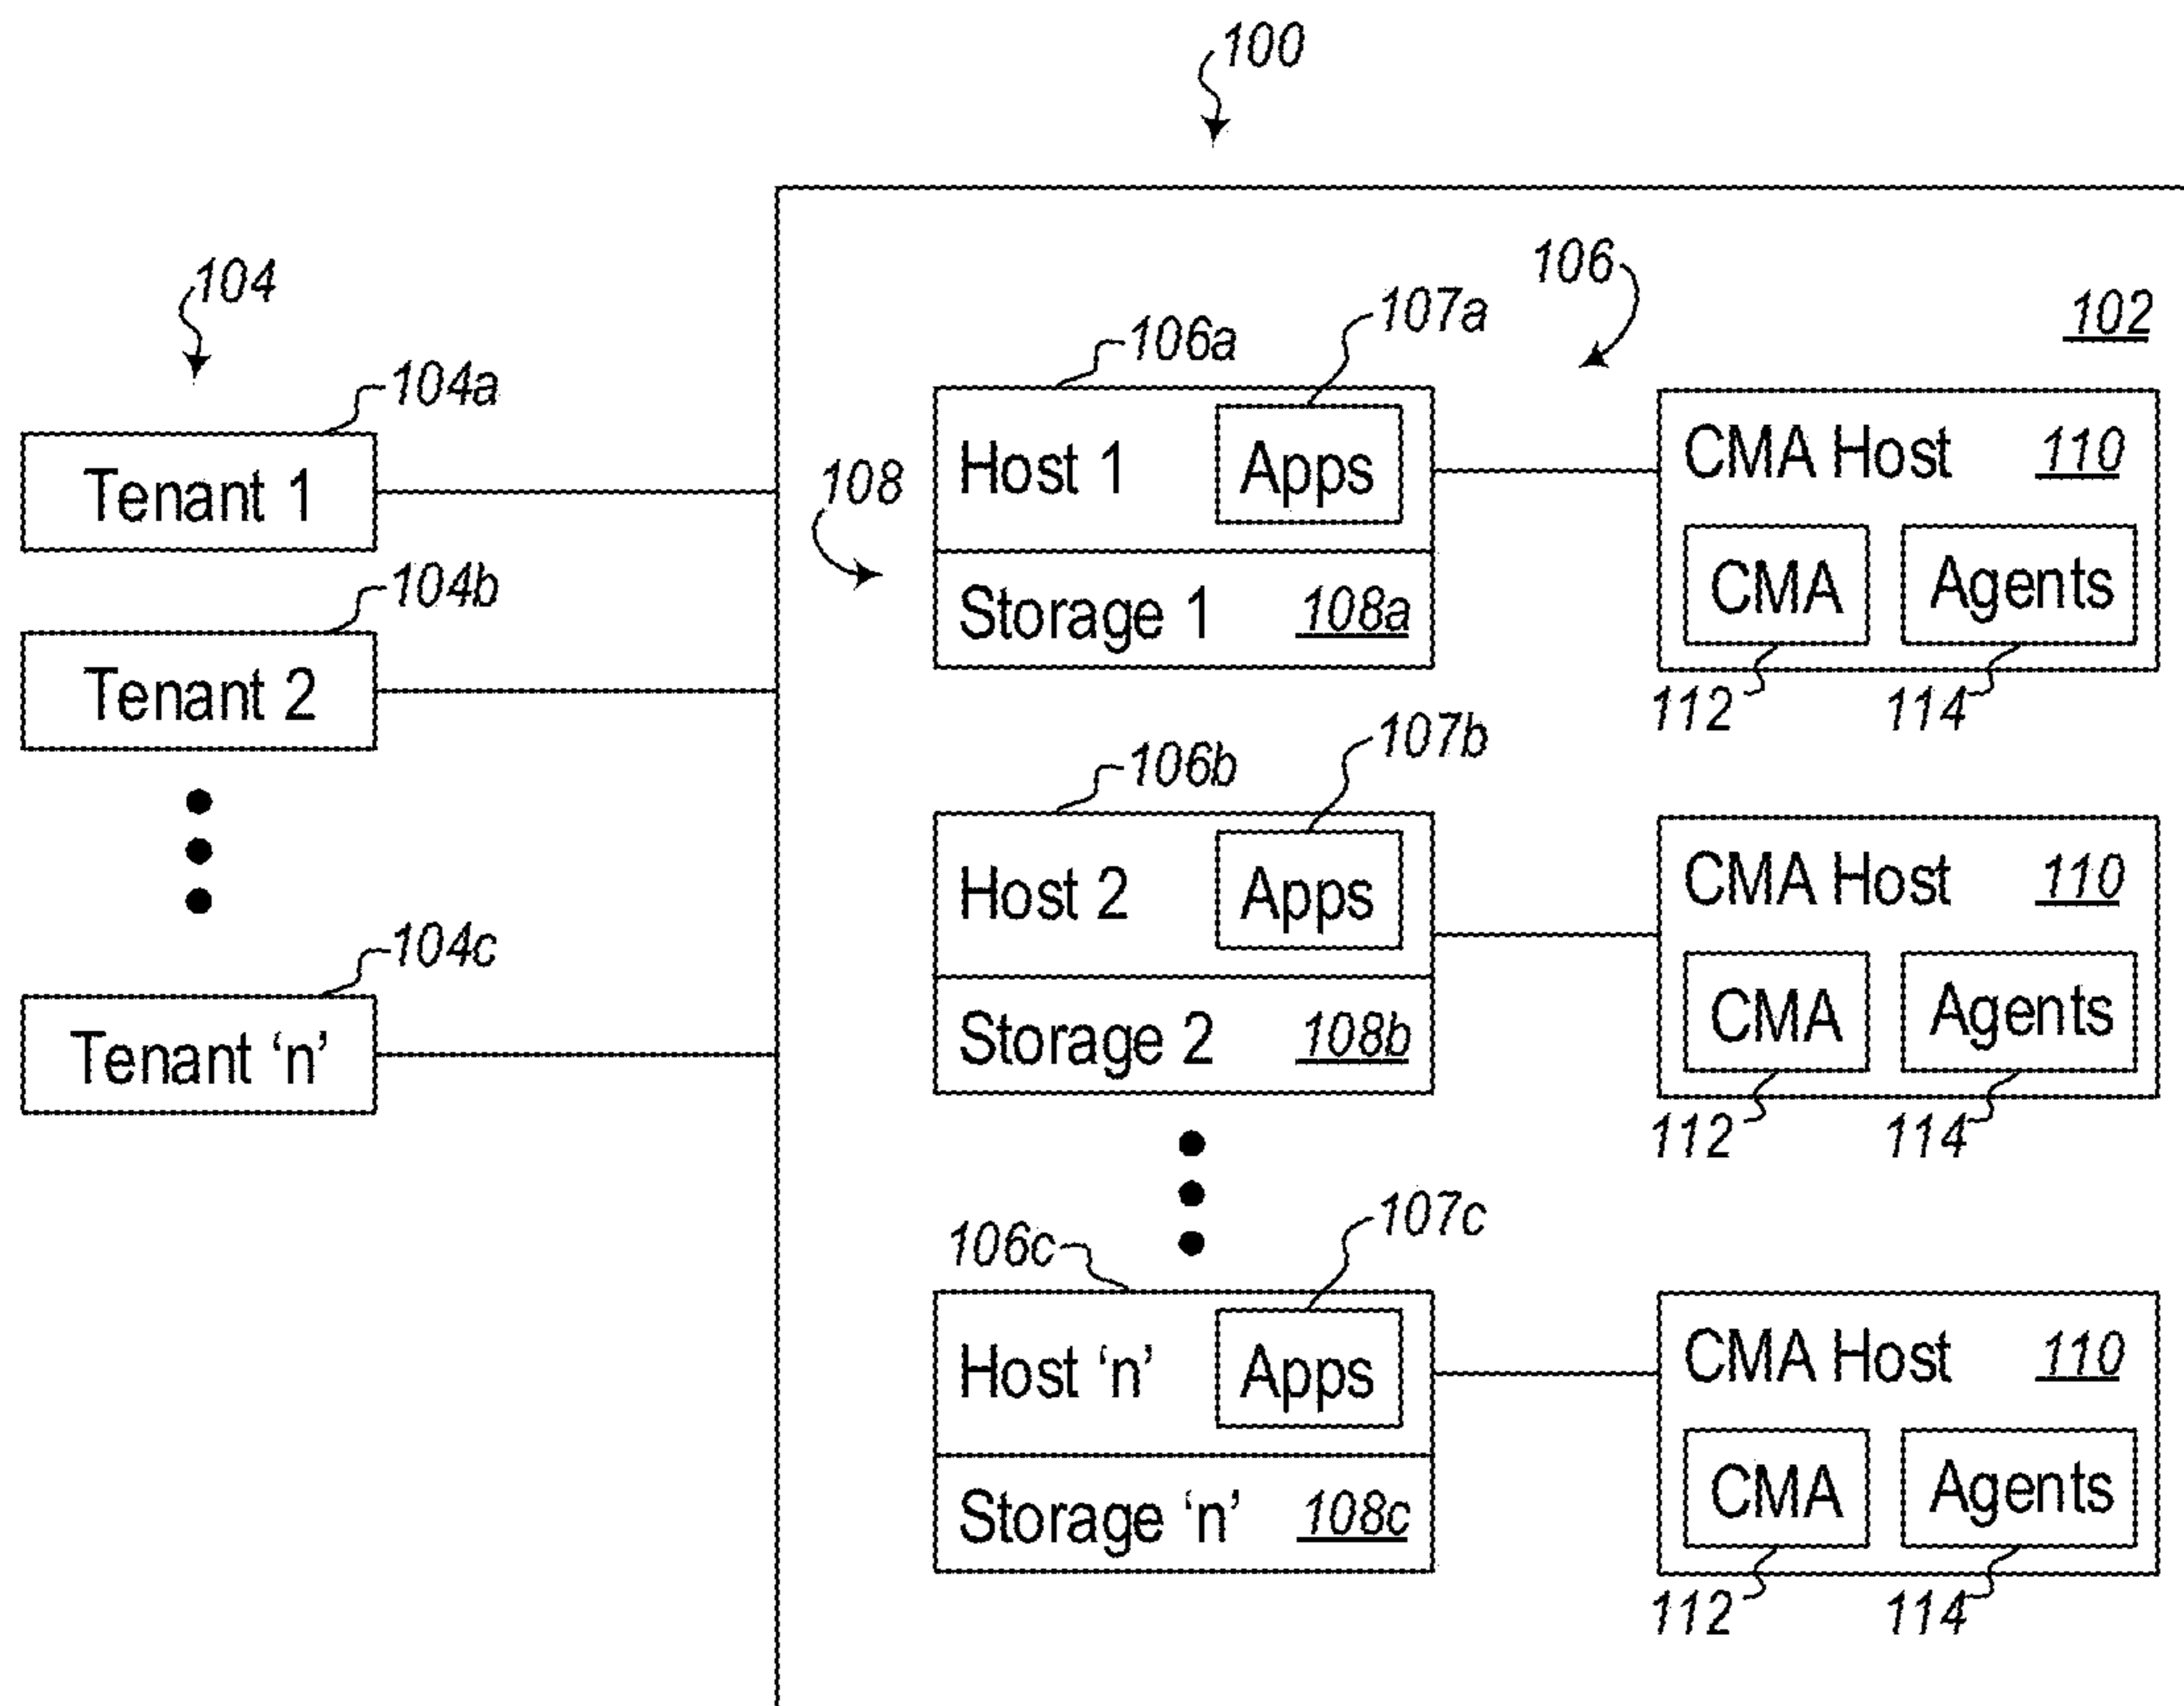 100
104
104a
Tenant 1
104b
Tenant 2
104c
Tenant ‘n’
106
102
108
106a
107a
Host 1
Apps
Storage 1 108a
CMA Host 110
CMA
Agents
112
114
106b
107b
Host 2
Apps
Storage 2 108b
CMA Host 110
CMA
Agents
112
114
106c
107c
Host ‘n’
Apps
Storage ‘n’ 108c
CMA Host 110
CMA
Agents
112
114